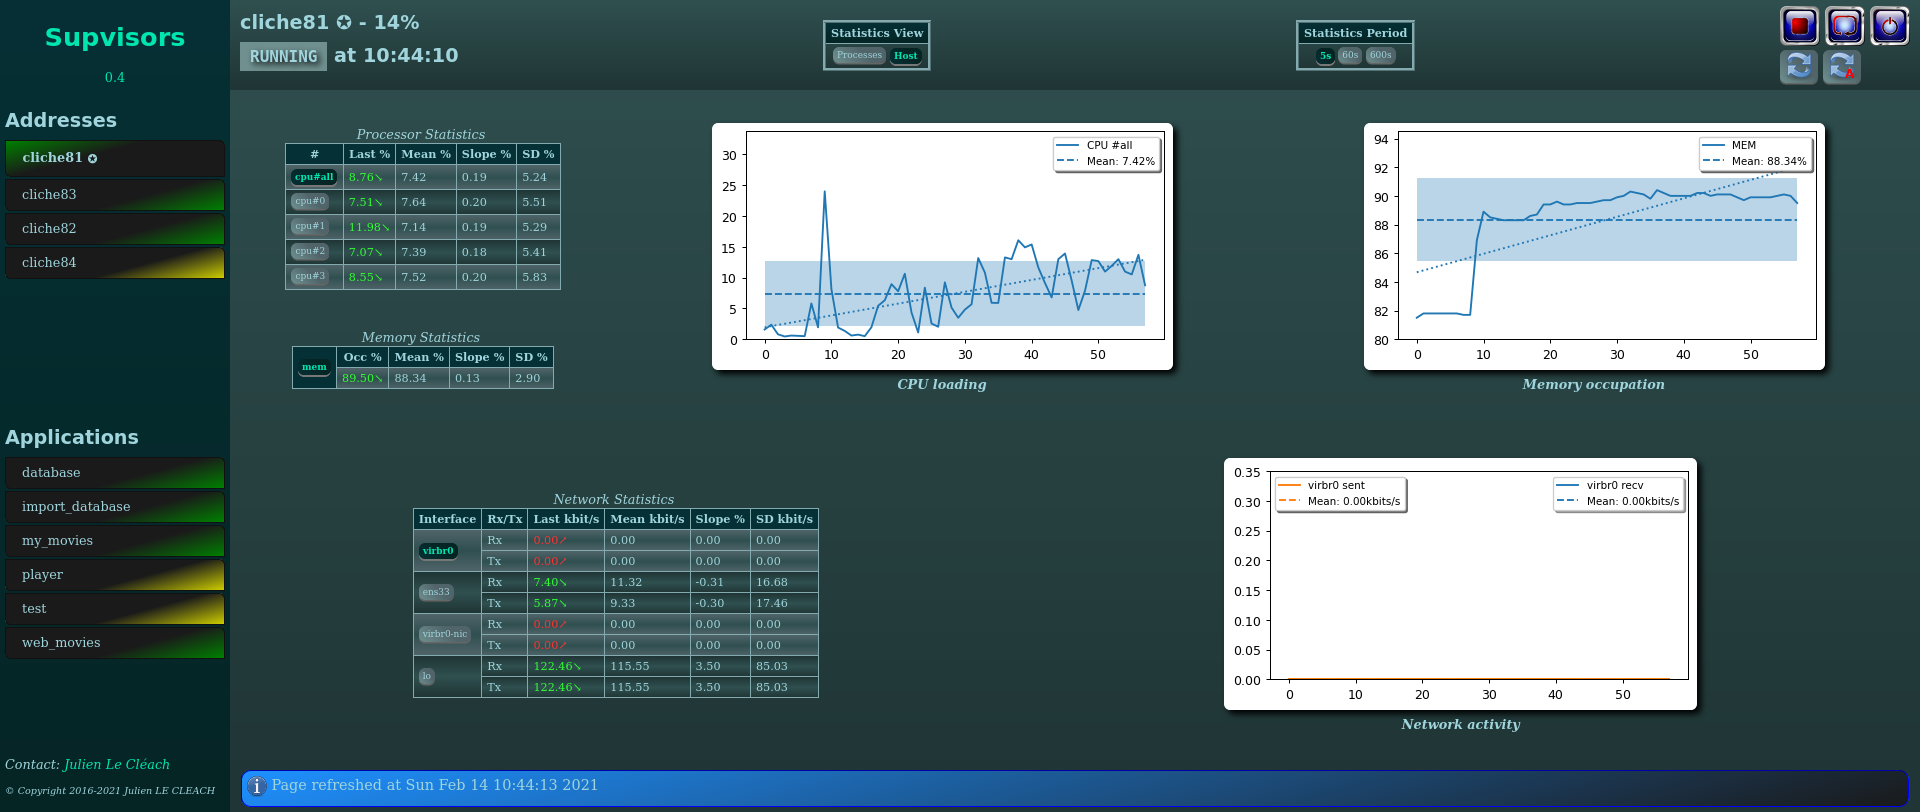 Supvisors
0.4
Addresses
cliche81 ✪
cliche83
cliche82
cliche84
Applications
database
import_database
my_movies
player
test
web_movies
Contact: Julien Le Cléach
© Copyright 2016-2021 Julien LE CLEACH
cliche81 ✪ - 14%
RUNNING at 10:44:10
Statistics View
Processes Host
Statistics Period
5s 60s 600s
A
Processor Statistics
# Last % Mean % Slope % SD %
cpu#all 8.76↘ 7.42 0.19 5.24
cpu#0 7.51↘ 7.64 0.20 5.51
cpu#1 11.98↘ 7.14 0.19 5.29
cpu#2 7.07↘ 7.39 0.18 5.41
cpu#3 8.55↘ 7.52 0.20 5.83
Memory Statistics
mem Occ % Mean % Slope % SD %
89.50↘ 88.34 0.13 2.90
CPU #all
Mean: 7.42%
30
25
20
15
10
5
0
0 10 20 30 40 50
CPU loading
MEM
Mean: 88.34%
94
92
90
88
86
84
82
80
0 10 20 30 40 50
Memory occupation
Network Statistics
Interface Rx/Tx Last kbit/s Mean kbit/s Slope % SD kbit/s
virbr0 Rx 0.00↗ 0.00 0.00 0.00
Tx 0.00↗ 0.00 0.00 0.00
ens33 Rx 7.40↘ 11.32 -0.31 16.68
Tx 5.87↘ 9.33 -0.30 17.46
virbr0-nic Rx 0.00↗ 0.00 0.00 0.00
Tx 0.00↗ 0.00 0.00 0.00
lo Rx 122.46↘ 115.55 3.50 85.03
Tx 122.46↘ 115.55 3.50 85.03
virbr0 sent
Mean: 0.00kbits/s
virbr0 recv
Mean: 0.00kbits/s
0.35
0.30
0.25
0.20
0.15
0.10
0.05
0.00
0 10 20 30 40 50
Network activity
i Page refreshed at Sun Feb 14 10:44:13 2021